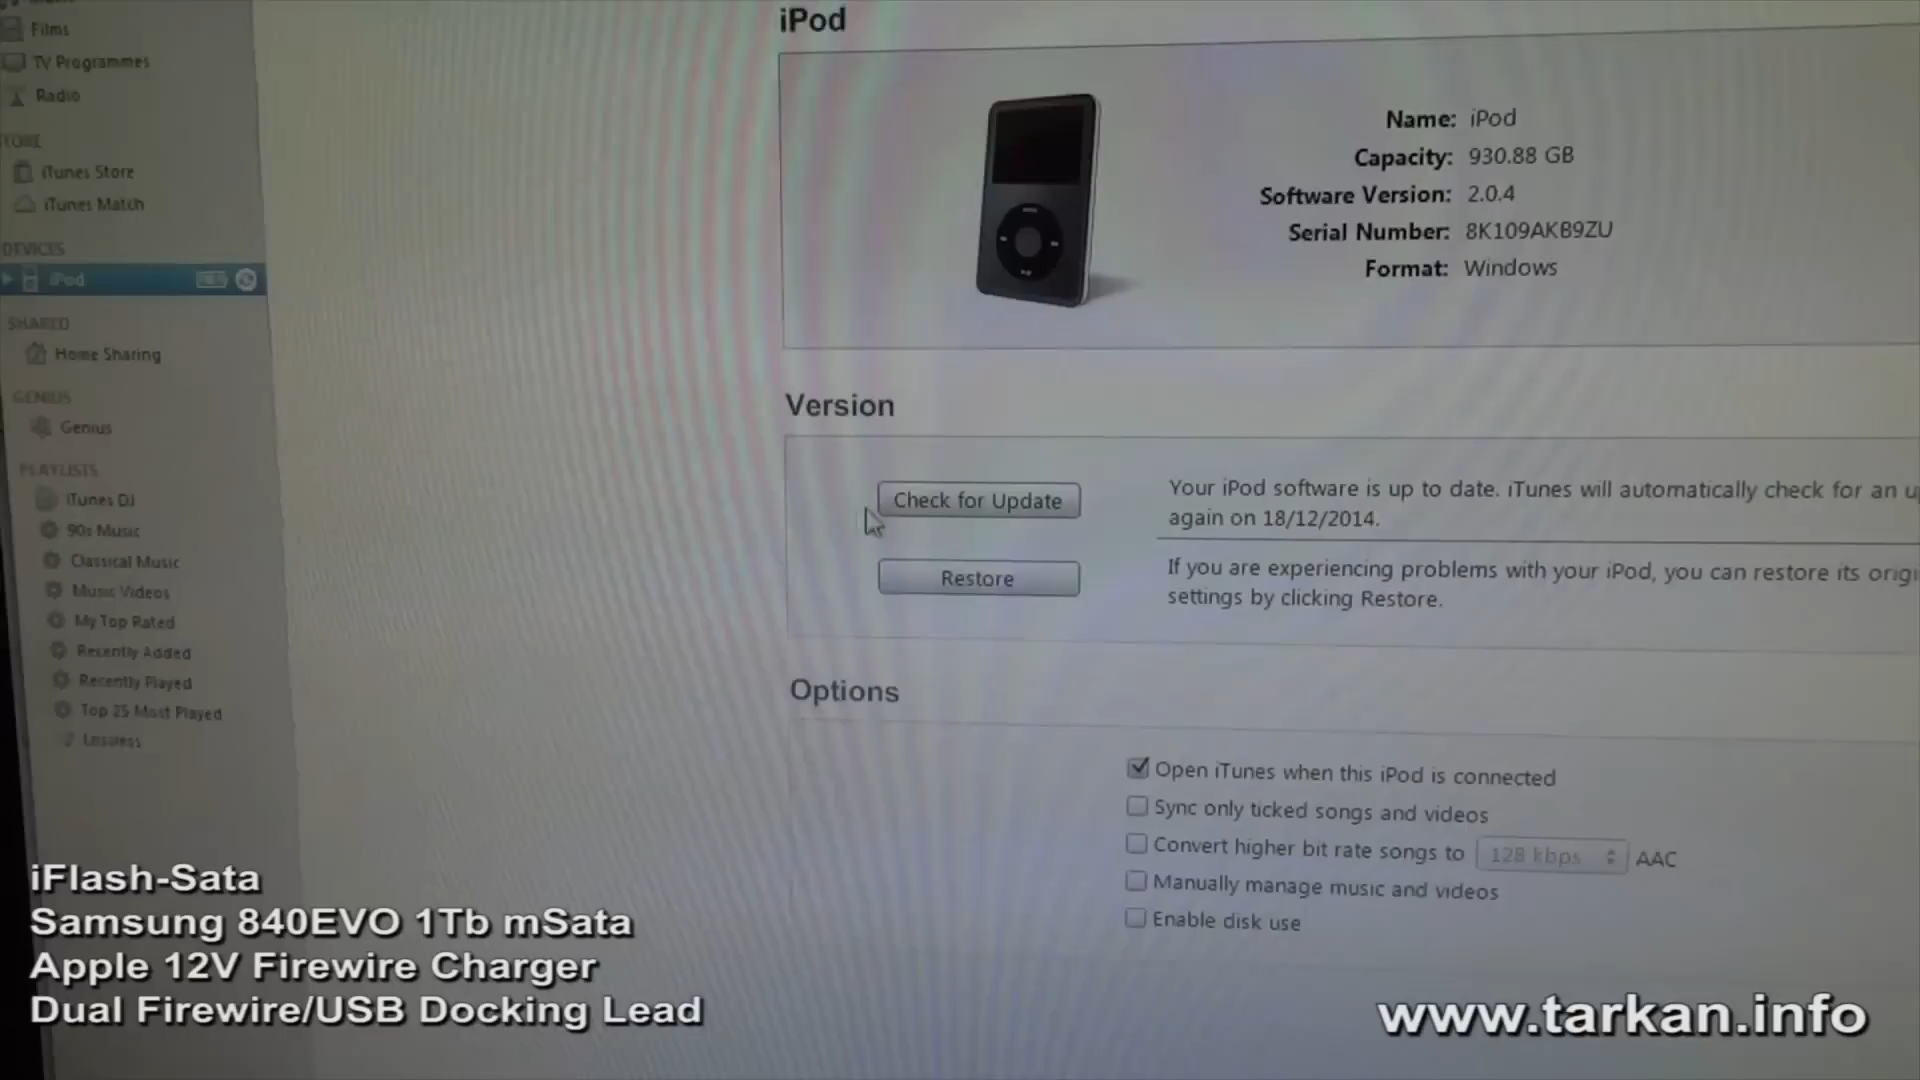 Films
TV Programmes
Radio
iTunes Store
iTunes Match
DEVICES
iPod
SHARED
Home Sharing
GENIUS
Genius
PLAYLISTS
iTunes DJ
90s Music
Classical Music
Music Videos
My Top Rated
Recently Added
Recently Played
Top 25 Most Played
Lossless
iPod
Name: iPod
Capacity: 930.88 GB
Software Version: 2.0.4
Serial Number: 8K109AKB9ZU
Format: Windows
Version
Check for Update
Your iPod software is up to date. iTunes will automatically check for an
again on 18/12/2014.
Restore
If you are experiencing problems with your iPod, you can restore its
settings by clicking Restore.
Options
Open iTunes when this iPod is connected
Sync only ticked songs and videos
Convert higher bit rate songs to 128 kbps AAC
Manually manage music and videos
Enable disk use
iFlash-Sata
Samsung 840EVO 1Tb mSata
Apple 12V Firewire Charger
Dual Firewire/USB Docking Lead
www.tarkan.info